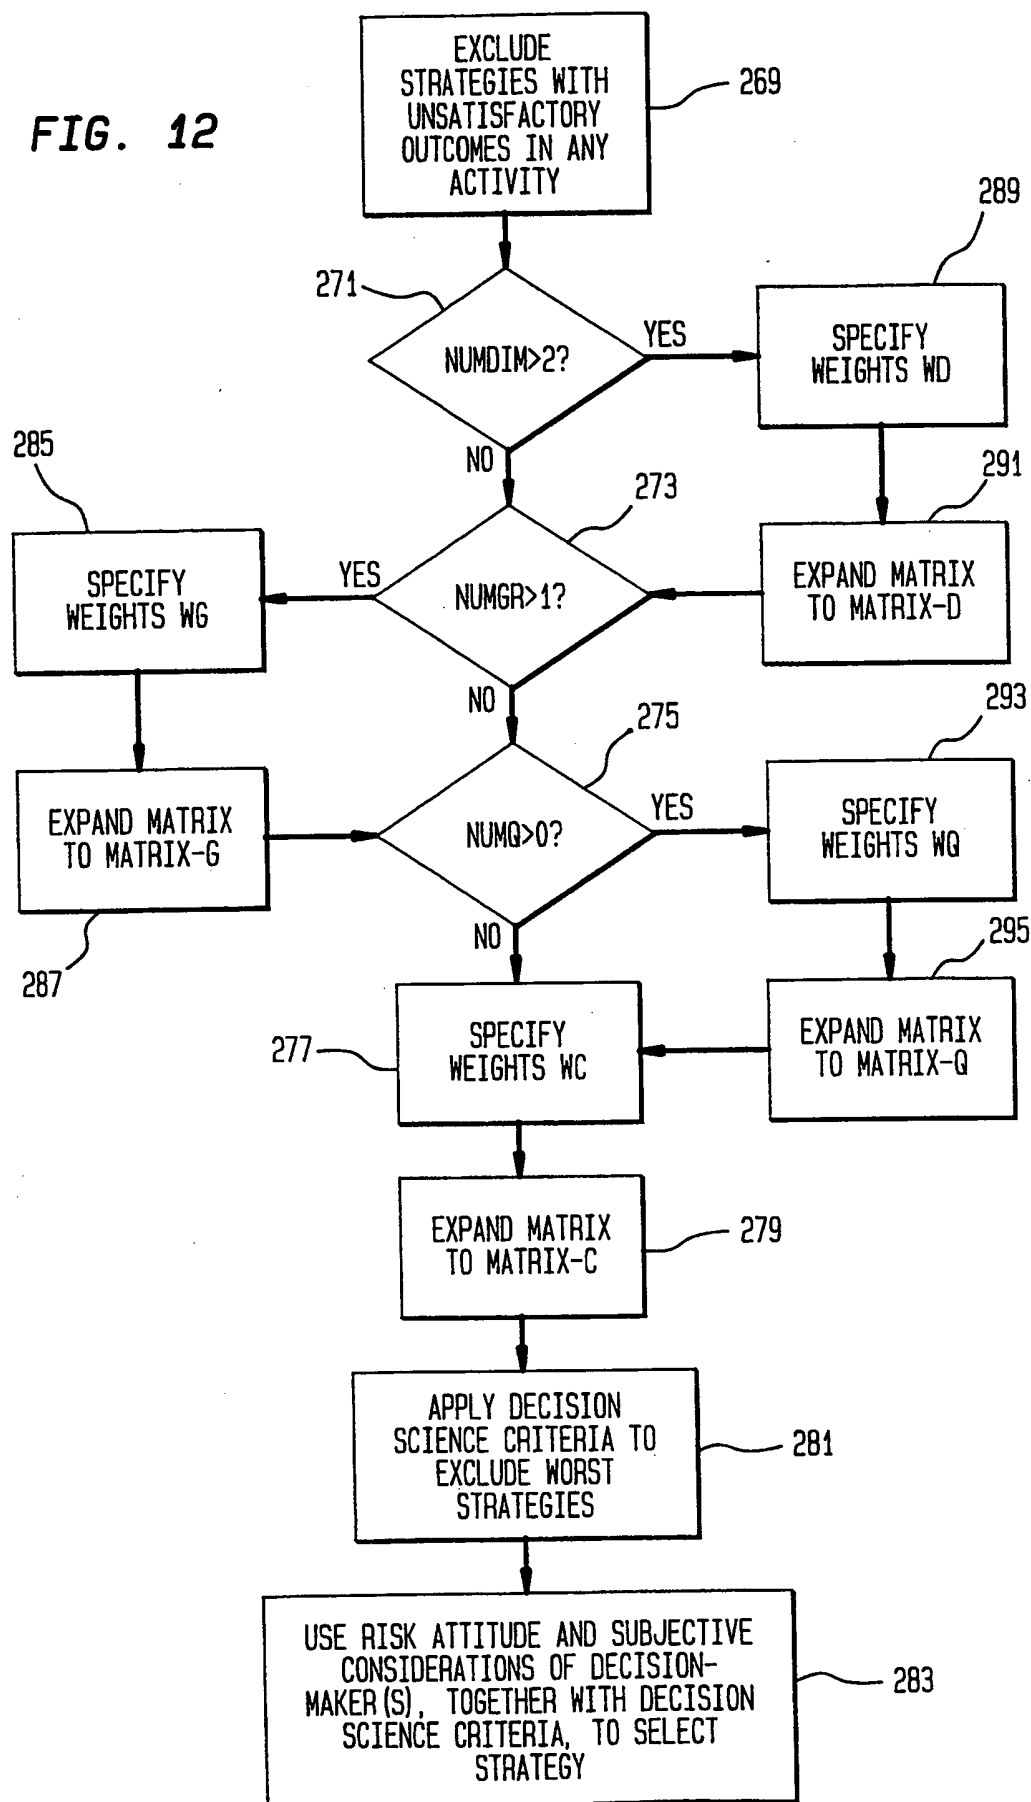 FIG. 12
EXCLUDE
STRATEGIES WITH
UNSATISFACTORY
OUTCOMES IN ANY
ACTIVITY
269
271
NUMDIM>2?
YES
NO
289
SPECIFY
WEIGHTS WD
291
EXPAND MATRIX
TO MATRIX-D
273
NUMGR>1?
YES
NO
285
SPECIFY
WEIGHTS WG
EXPAND MATRIX
TO MATRIX-G
287
275
NUMQ>0?
YES
NO
293
SPECIFY
WEIGHTS WQ
295
EXPAND MATRIX
TO MATRIX-Q
277
SPECIFY
WEIGHTS WC
EXPAND MATRIX
TO MATRIX-C
279
APPLY DECISION
SCIENCE CRITERIA TO
EXCLUDE WORST
STRATEGIES
281
USE RISK ATTITUDE AND SUBJECTIVE
CONSIDERATIONS OF DECISION-
MAKER(S), TOGETHER WITH DECISION
SCIENCE CRITERIA, TO SELECT
STRATEGY
283